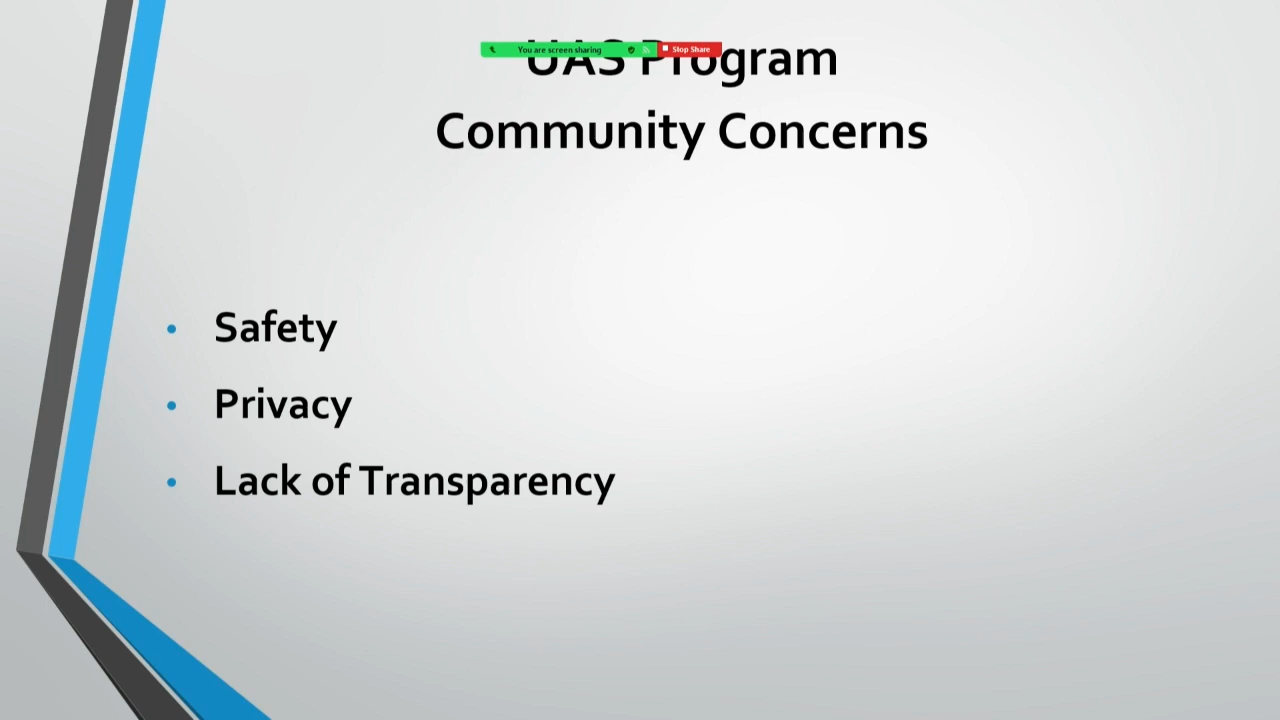 You are screen sharing
Stop Share
UAS Program
Community Concerns
• Safety
• Privacy
• Lack of Transparency